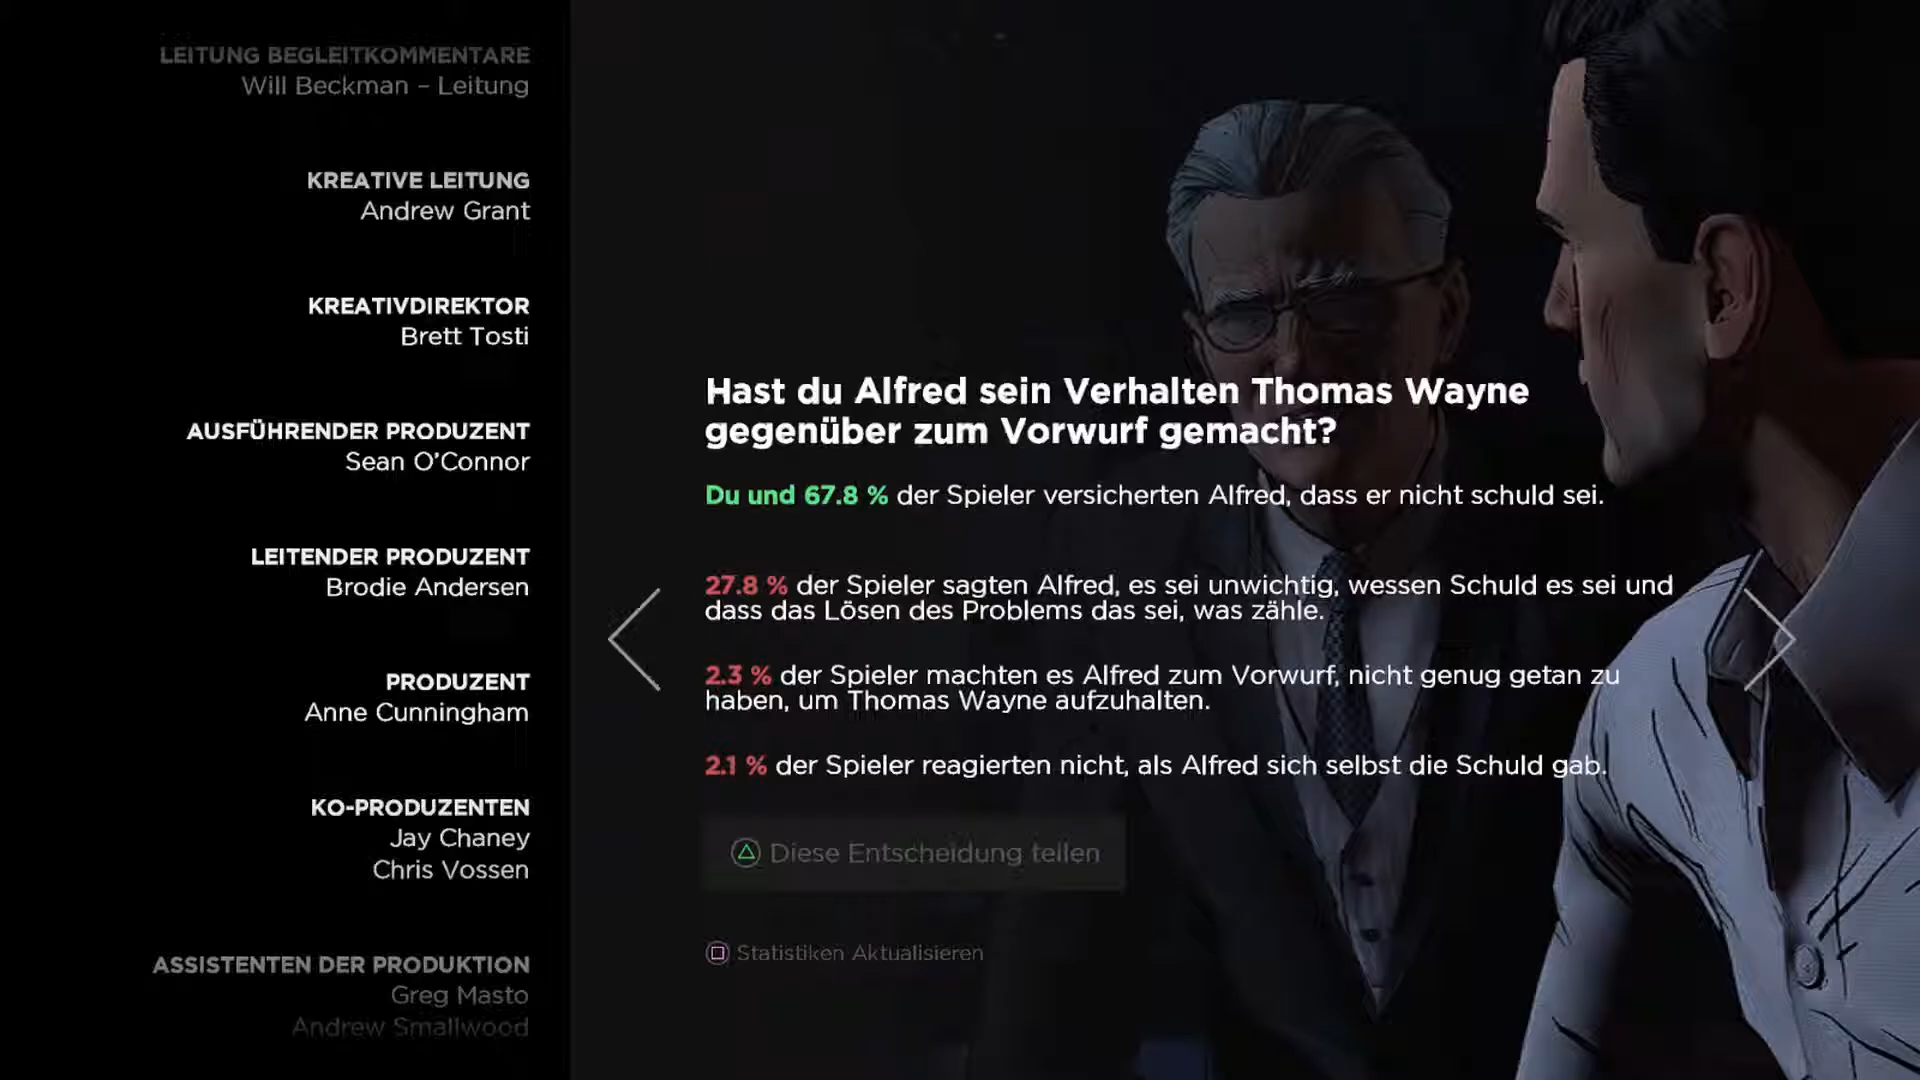 LEITUNG BEGLEITKOMMENTARE
Will Beckman – Leitung
KREATIVE LEITUNG
Andrew Grant
KREATIVDIREKTOR
Brett Tosti
AUSFÜHRENDER PRODUZENT
Sean O'Connor
LEITENDER PRODUZENT
Brodie Andersen
PRODUZENT
Anne Cunningham
KO-PRODUZENTEN
Jay Chaney
Chris Vossen
ASSISTENTEN DER PRODUKTION
Greg Masto
Andrew Smallwood
Hast du Alfred sein Verhalten Thomas Wayne
gegenüber zum Vorwurf gemacht?
Du und 67.8 % der Spieler versicherten Alfred, dass er nicht schuld sei.
27.8 % der Spieler sagten Alfred, es sei unwichtig, wessen Schuld es sei und
dass das Lösen des Problems das sei, was zähle.
2.3 % der Spieler machten es Alfred zum Vorwurf, nicht genug getan zu
haben, um Thomas Wayne aufzuhalten.
2.1 % der Spieler reagierten nicht, als Alfred sich selbst die Schuld gab.
Diese Entscheidung teilen
Statistiken Aktualisieren